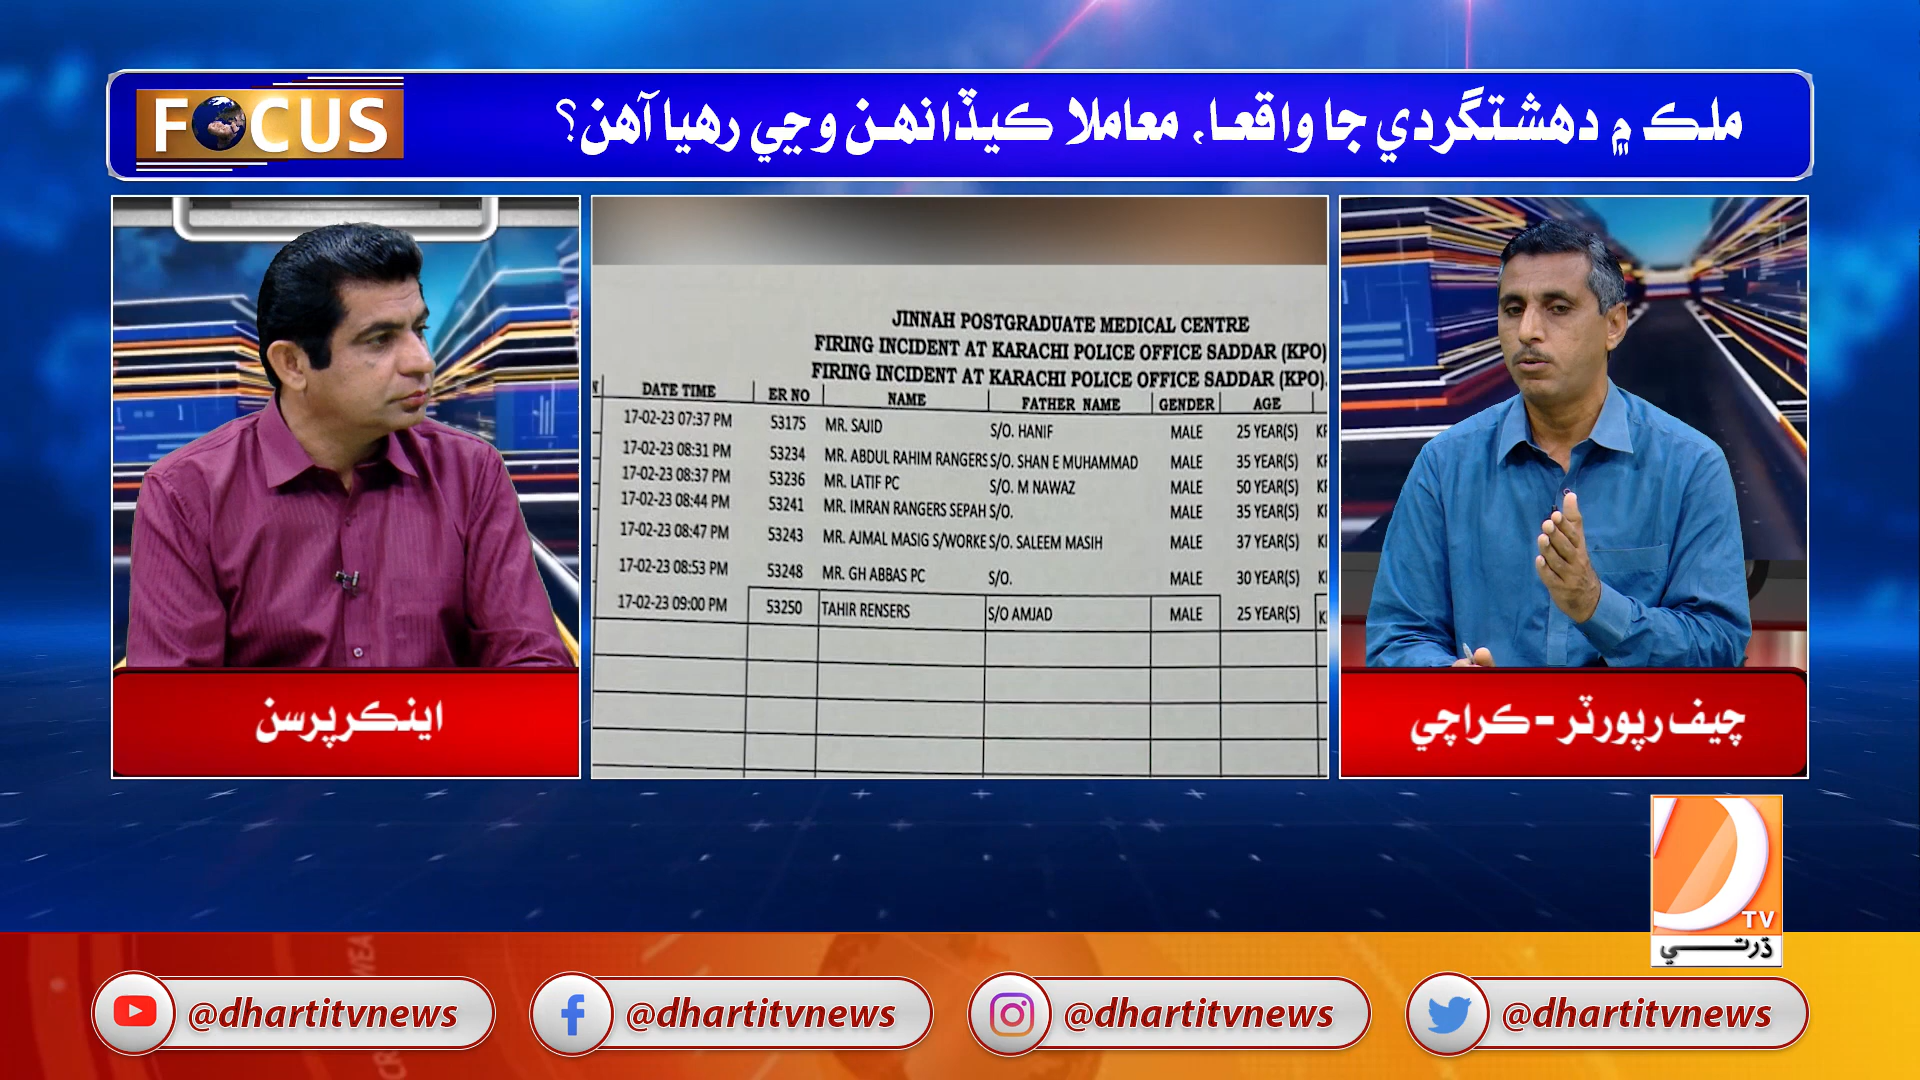 FOCUS
ملڪ ۾ دهشتگردي جا واقعا، معاملا ڪيڏانهن وڃي رهيا آهن؟
JINNAH POSTGRADUATE MEDICAL CENTRE
FIRING INCIDENT AT KARACHI POLICE OFFICE SADDAR (KPO)
FIRING INCIDENT AT KARACHI POLICE OFFICE SADDAR (KPO).
DATE TIME ER NO NAME FATHER NAME GENDER AGE
17-02-23 07:37 PM 53175 MR. SAJID S/O. HANIF MALE 25 YEAR(S)
17-02-23 08:31 PM 53234 MR. ABDUL RAHIM RANGERS S/O. SHAN E MUHAMMAD MALE 35 YEAR(S)
17-02-23 08:37 PM 53236 MR. LATIF PC S/O. M NAWAZ MALE 50 YEAR(S)
17-02-23 08:44 PM 53241 MR. IMRAN RANGERS SEPAH S/O. MALE 35 YEAR(S)
17-02-23 08:47 PM 53243 MR. AJMAL MASIG S/WORKE S/O. SALEEM MASIH MALE 37 YEAR(S)
17-02-23 08:53 PM 53248 MR. GH ABBAS PC S/O. MALE 30 YEAR(S)
17-02-23 09:00 PM 53250 TAHIR RENSERS S/O AMJAD MALE 25 YEAR(S)
اينڪرپرسن
چيف رپورٽر - ڪراچي
TV
ڌرتي
@dhartitvnews
@dhartitvnews
@dhartitvnews
@dhartitvnews